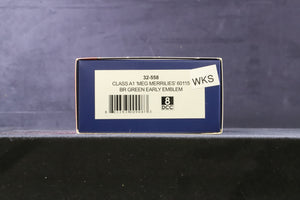 32-558
CLASS A1 'MEG MERRILIES' 60115
BR GREEN EARLY EMBLEM
WKS
8
DCC